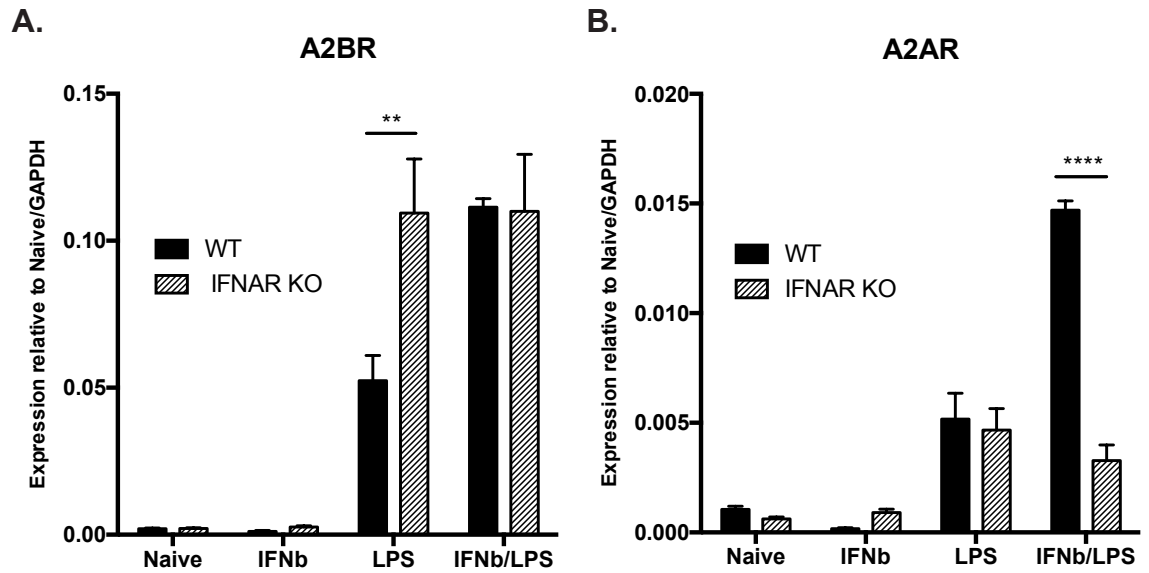 A.
A2BR
Expression relative to Naive/GAPDH
0.15
0.10
0.05
0.00
**
WT
IFNAR KO
Naive
IFNb
LPS
IFNb/LPS
B.
A2AR
Expression relative to Naive/GAPDH
0.020
0.015
0.010
0.005
0.000
****
WT
IFNAR KO
Naive
IFNb
LPS
IFNb/LPS